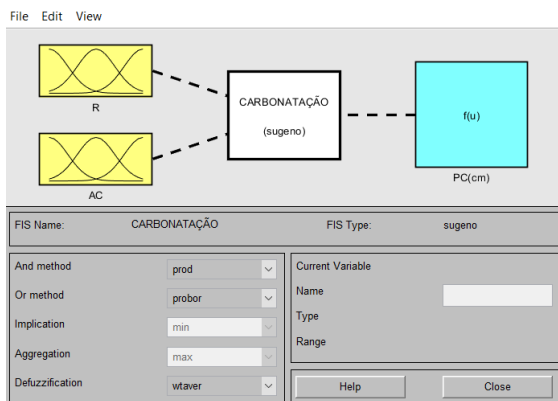 File Edit View
R
AC
CARBONATAÇÃO
(sugeno)
f(u)
PC(cm)
FIS Name: CARBONATAÇÃO FIS Type: sugeno
And method prod
Or method probor
Implication min
Aggregation max
Defuzzification wtaver
Current Variable
Name
Type
Range
Help Close